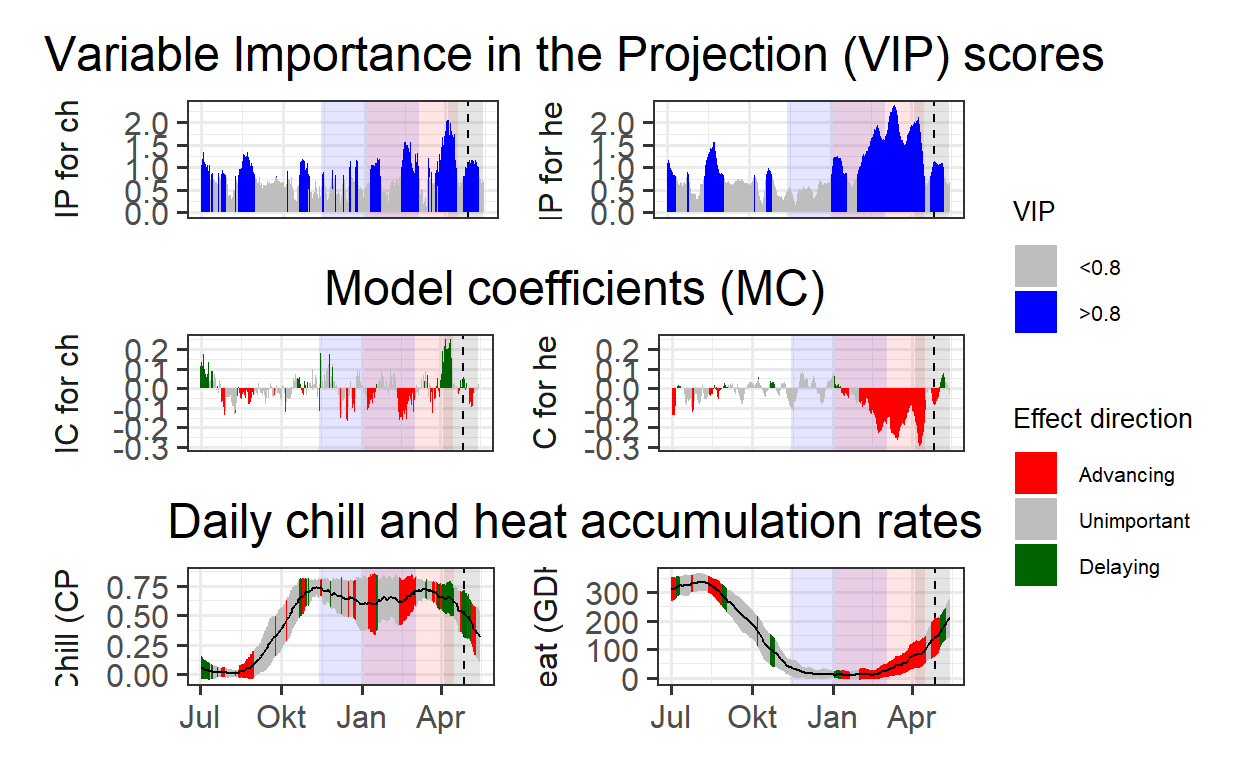 Variable Importance in the Projection (VIP) scores
IP for ch
2.0
1.5
1.0
0.5
0.0
IP for he
2.0
1.5
1.0
0.5
0.0
VIP
<0.8
>0.8
Model coefficients (MC)
IC for ch
0.2
0.1
0.0
-0.1
-0.2
-0.3
C for he
0.2
0.1
0.0
-0.1
-0.2
-0.3
Effect direction
Advancing
Unimportant
Delaying
Daily chill and heat accumulation rates
Chill (CP
0.75
0.50
0.25
0.00
Jul Okt Jan Apr
eat (GDH
300
200
100
0
Jul Okt Jan Apr